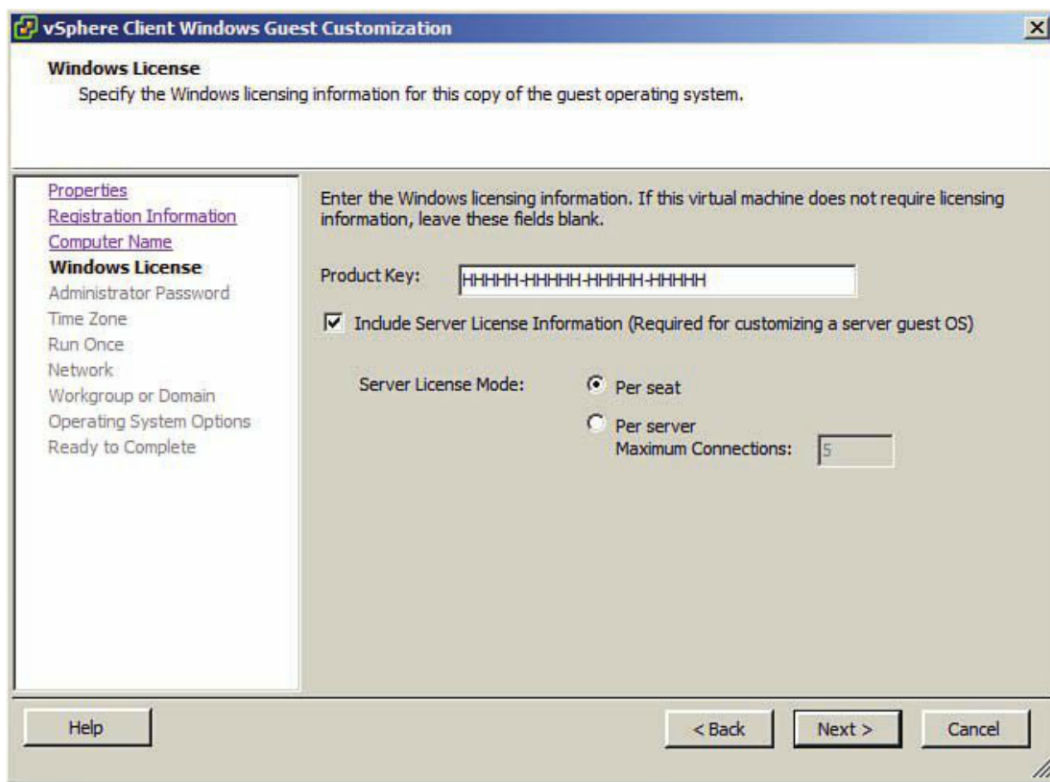 vSphere Client Windows Guest Customization
Windows License
Specify the Windows licensing information for this copy of the guest operating system.
Properties
Registration Information
Computer Name
Windows License
Administrator Password
Time Zone
Run Once
Network
Workgroup or Domain
Operating System Options
Ready to Complete
Enter the Windows licensing information. If this virtual machine does not require licensing
information, leave these fields blank.
Product Key: HHHHH-HHHHH-HHHHH-HHHHH
Include Server License Information (Required for customizing a server guest OS)
Server License Mode: Per seat
Per server
Maximum Connections: 5
Help
< Back
Next >
Cancel